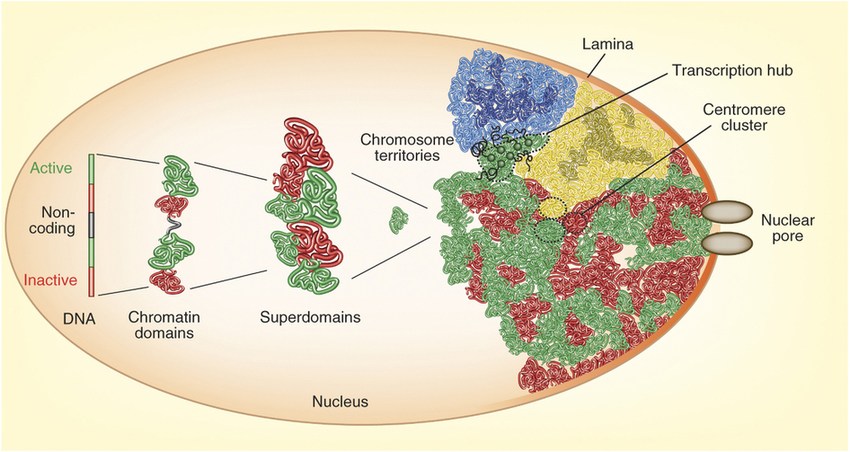 Lamina
Transcription hub
Centromere
cluster
Chromosome
territories
Active
Non-
coding
Inactive
Nuclear
pore
DNA
Chromatin
domains
Superdomains
Nucleus